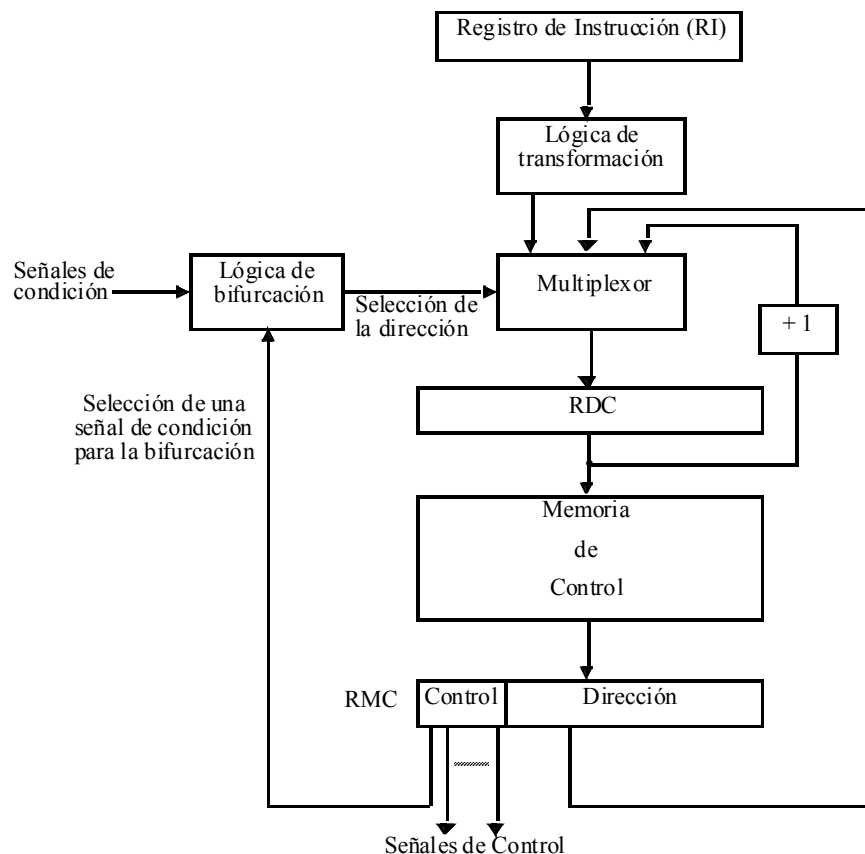 Registro de Instrucción (RI)
Lógica de
transformación
Señales de
condición
Lógica de
bifurcación
Selección de
la dirección
Multiplexor
+ 1
Selección de una
señal de condición
para la bifurcación
RDC
Memoria
de
Control
RMC
Control
Dirección
Señales de Control